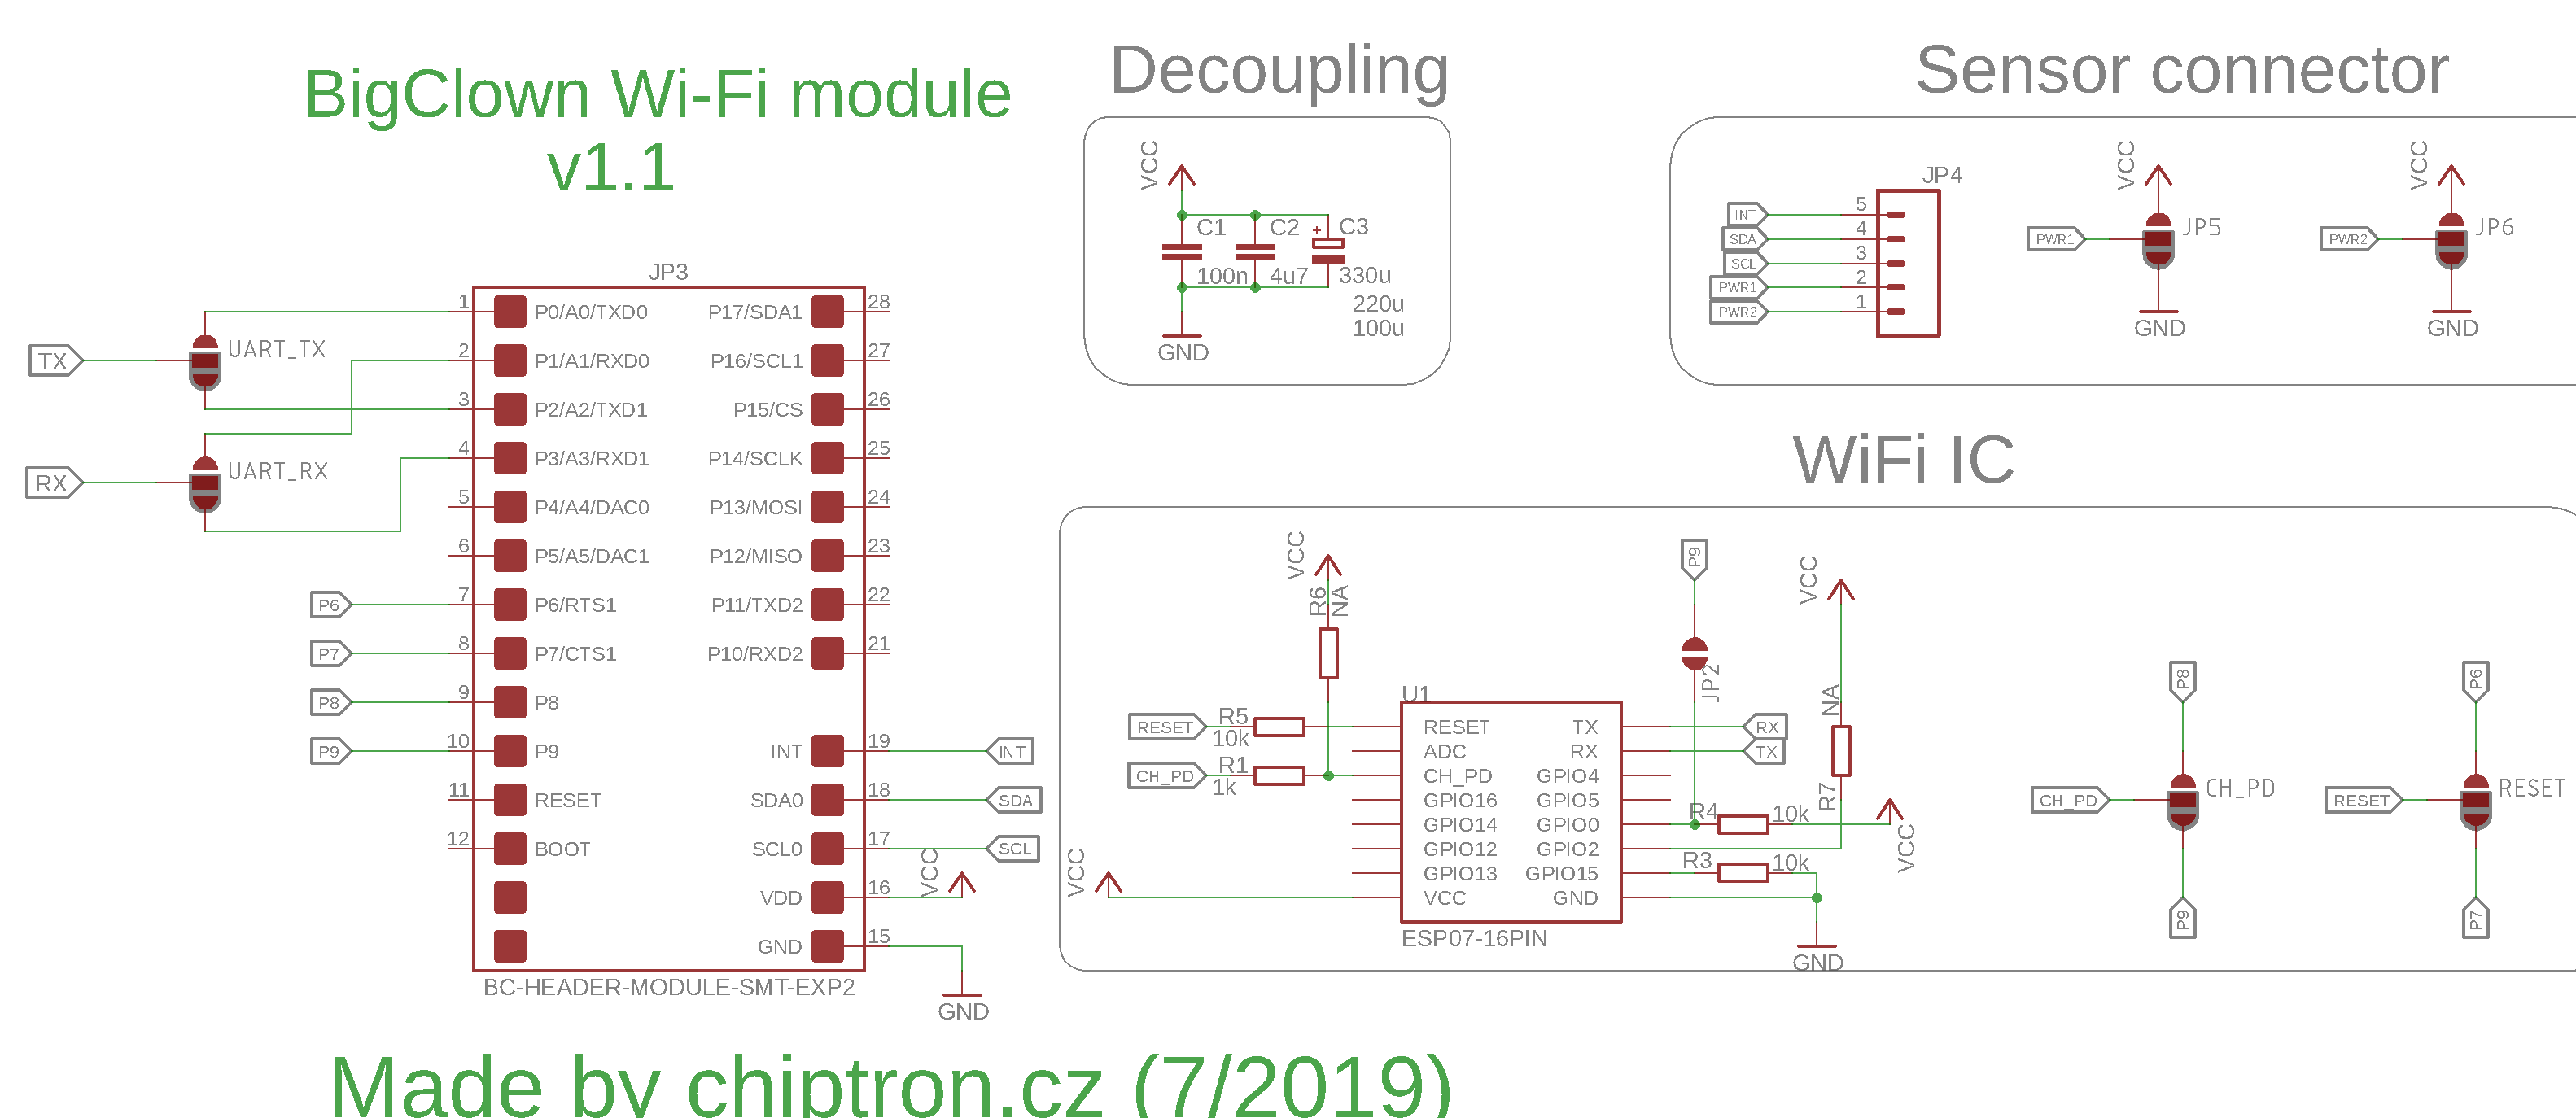 BigClown Wi-Fi module
v1.1
Decoupling
VCC
C1
C2
+
C3
100n
4u7
330u
220u
100u
GND
Sensor connector
JP4
INT
5
SDA
4
SCL
3
PWR1
2
PWR2
1
VCC
PWR1
JP5
GND
VCC
PWR2
JP6
GND
JP3
TX
UART_TX
RX
UART_RX
1 P0/A0/TXD0 P17/SDA1 28
2 P1/A1/RXD0 P16/SCL1 27
3 P2/A2/TXD1 P15/CS 26
4 P3/A3/RXD1 P14/SCLK 25
5 P4/A4/DAC0 P13/MOSI 24
6 P5/A5/DAC1 P12/MISO 23
P6 7 P6/RTS1 P11/TXD2 22
P7 8 P7/CTS1 P10/RXD2 21
P8 9 P8
P9 10 P9 INT 19 INT
11 RESET SDA0 18 SDA
12 BOOT SCL0 17 SCL
VDD 16 VCC
GND 15
GND
BC-HEADER-MODULE-SMT-EXP2
WiFi IC
VCC
R6
NA
P9
JP2
VCC
NA
R7
U1
RESET R5 10k
CH_PD R1 1k
RESET TX RX
ADC RX TX
CH_PD GPIO4
GPIO16 GPIO5
GPIO14 GPIO0 R4 10k VCC
GPIO12 GPIO2
GPIO13 GPIO15 R3 10k
VCC VCC GND
GND
ESP07-16PIN
P8
CH_PD
CH_PD
P9
P6
RESET
RESET
P7
Made by chiptron.cz (7/2019)